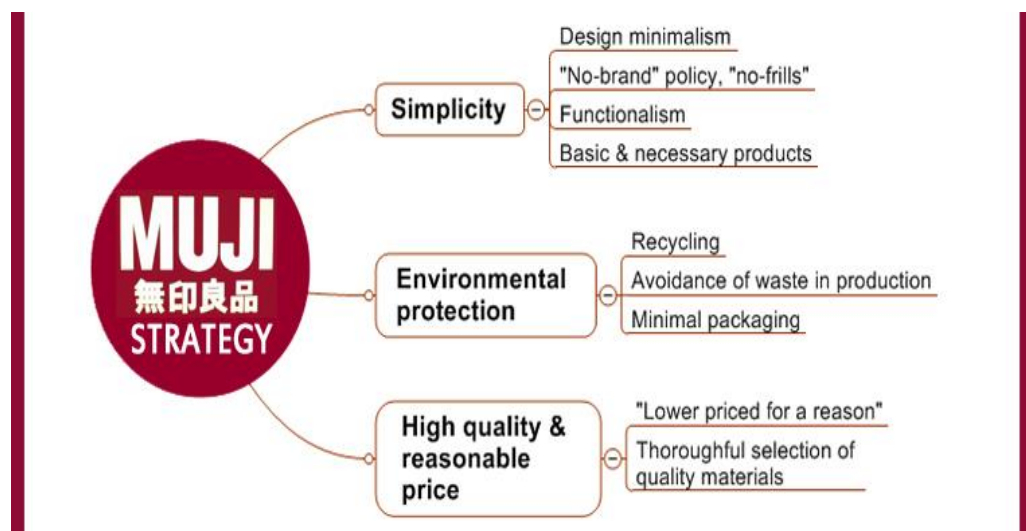 MUJI
無印良品
STRATEGY
Simplicity
Design minimalism
"No-brand" policy, "no-frills"
Functionalism
Basic & necessary products
Environmental
protection
Recycling
Avoidance of waste in production
Minimal packaging
High quality &
reasonable
price
"Lower priced for a reason"
Thoroughful selection of
quality materials